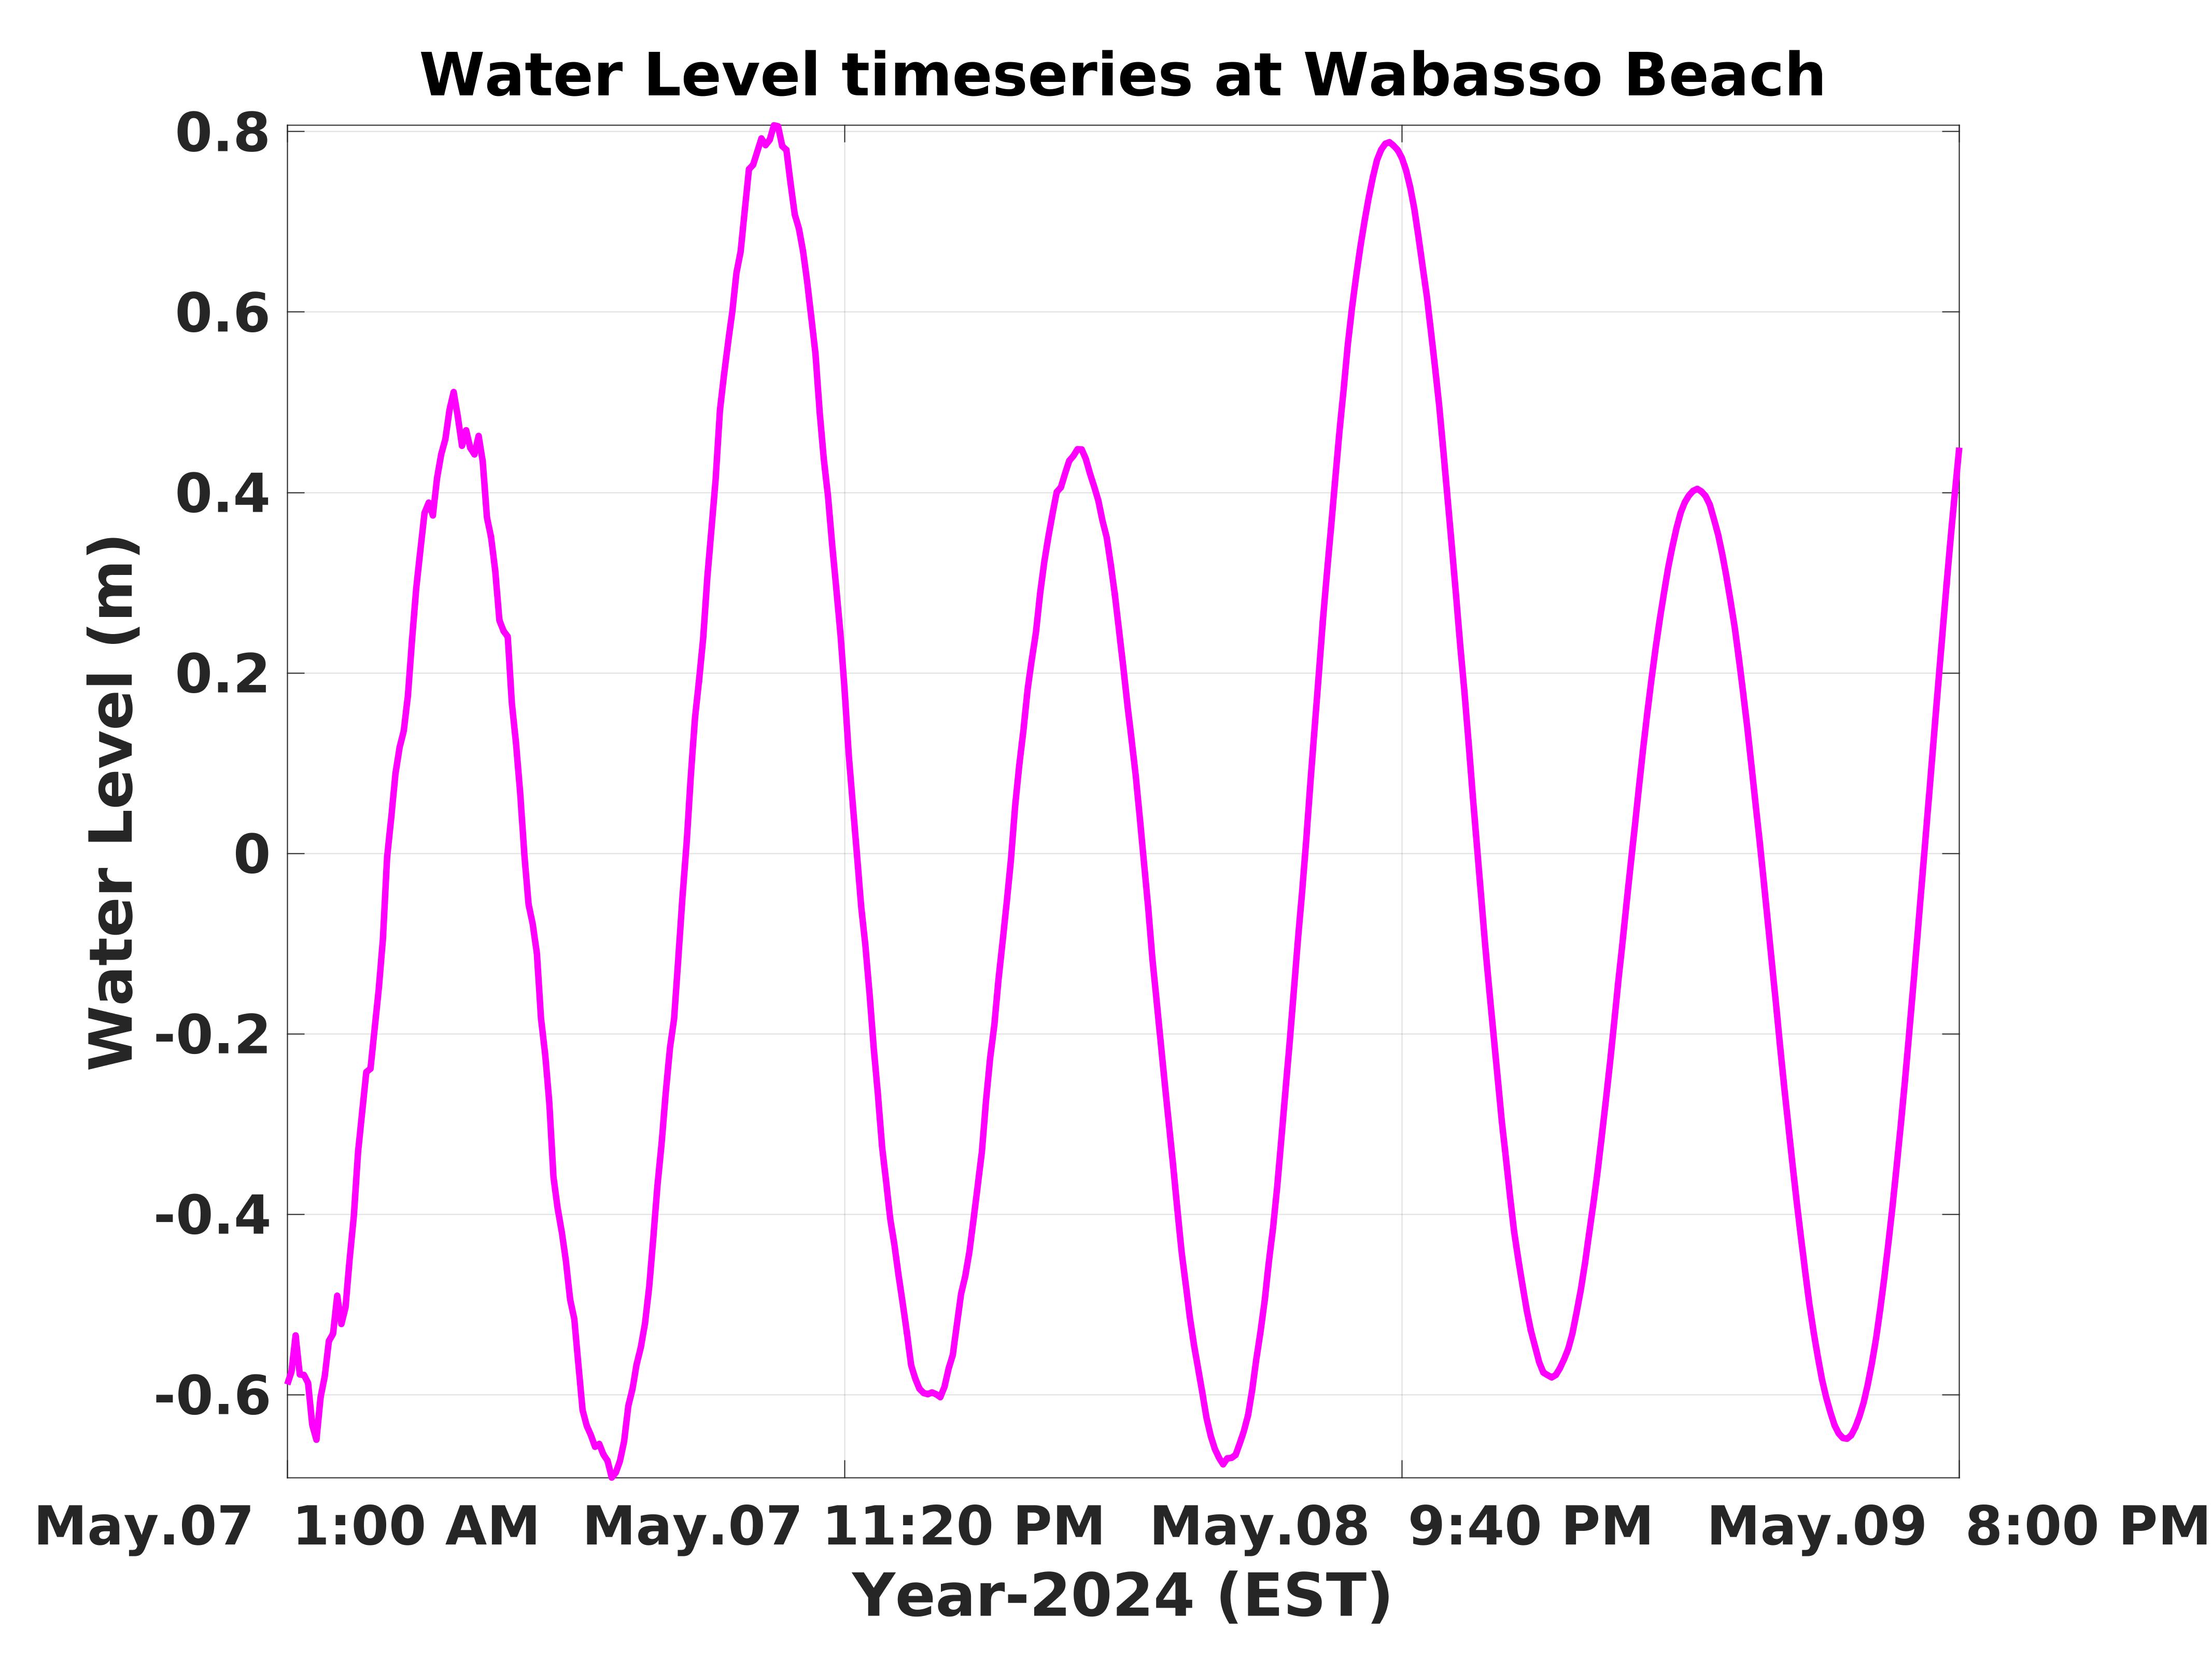 Water Level timeseries at Wabasso Beach
0.8
0.6
0.4
0.2
0
-0.2
-0.4
-0.6
Water Level (m)
May.07 1:00 AM May.07 11:20 PM May.08 9:40 PM May.09 8:00 PM
Year-2024 (EST)